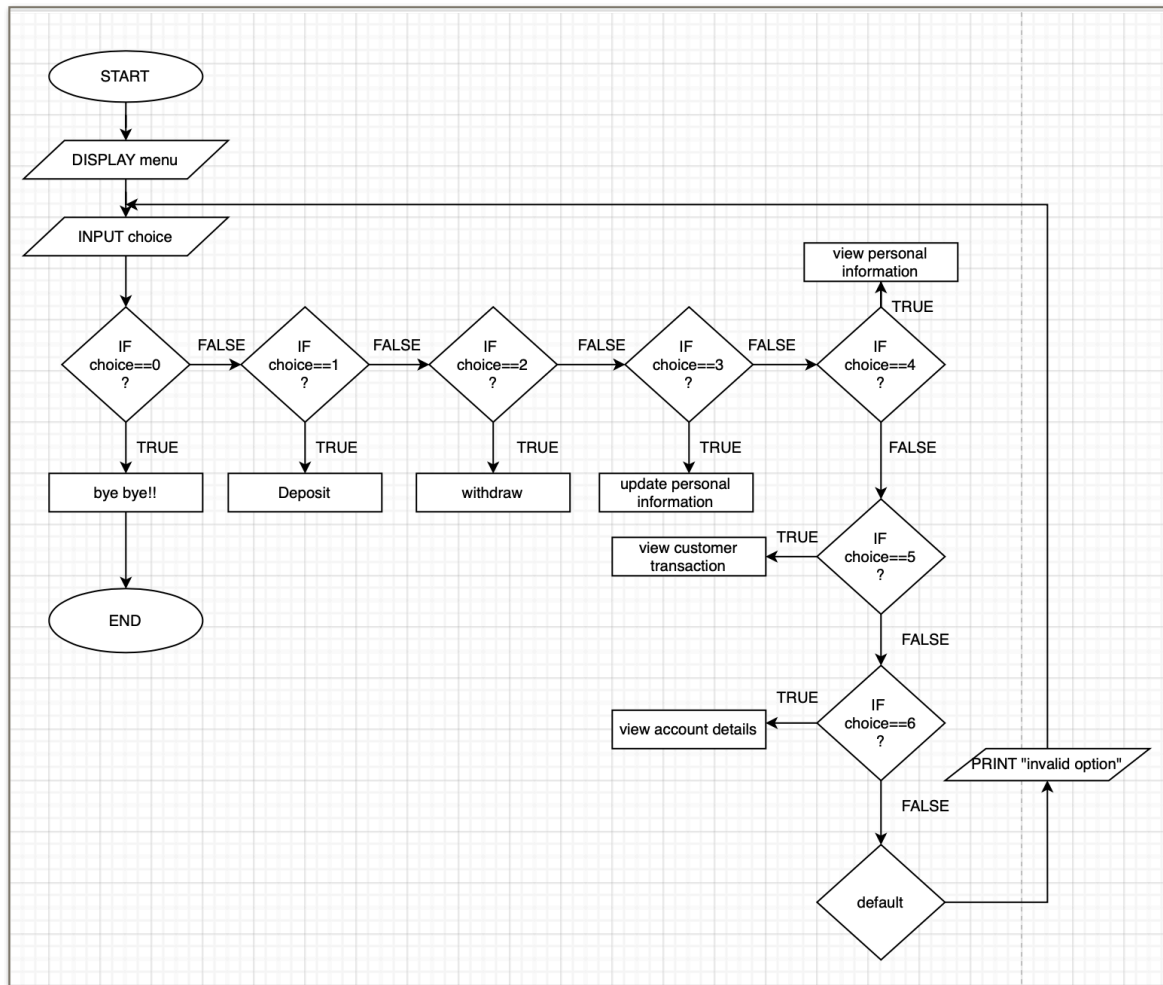 START
DISPLAY menu
INPUT choice
view personal
information
TRUE
IF
choice==0
?
FALSE
IF
choice==1
?
FALSE
IF
choice==2
?
FALSE
IF
choice==3
?
FALSE
IF
choice==4
?
TRUE
TRUE
TRUE
TRUE
FALSE
bye bye!!
Deposit
withdraw
update personal
information
view customer
transaction
TRUE
IF
choice==5
?
END
FALSE
view account details
TRUE
IF
choice==6
?
PRINT "invalid option"
FALSE
default